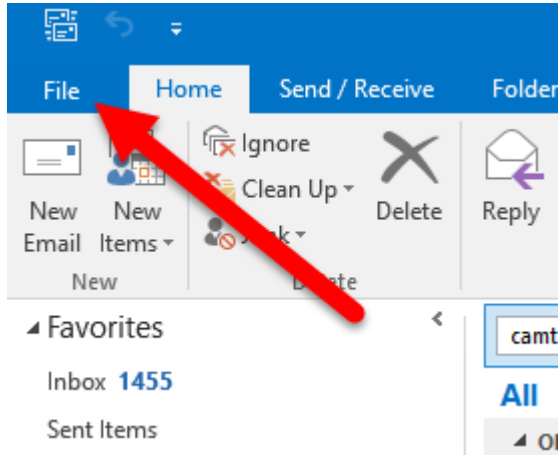 File Home Send / Receive Folder
Ignore
Clean Up
New Email
New Items
Delete
Reply
New
Favorites
Inbox 1455
Sent Items
camt
All